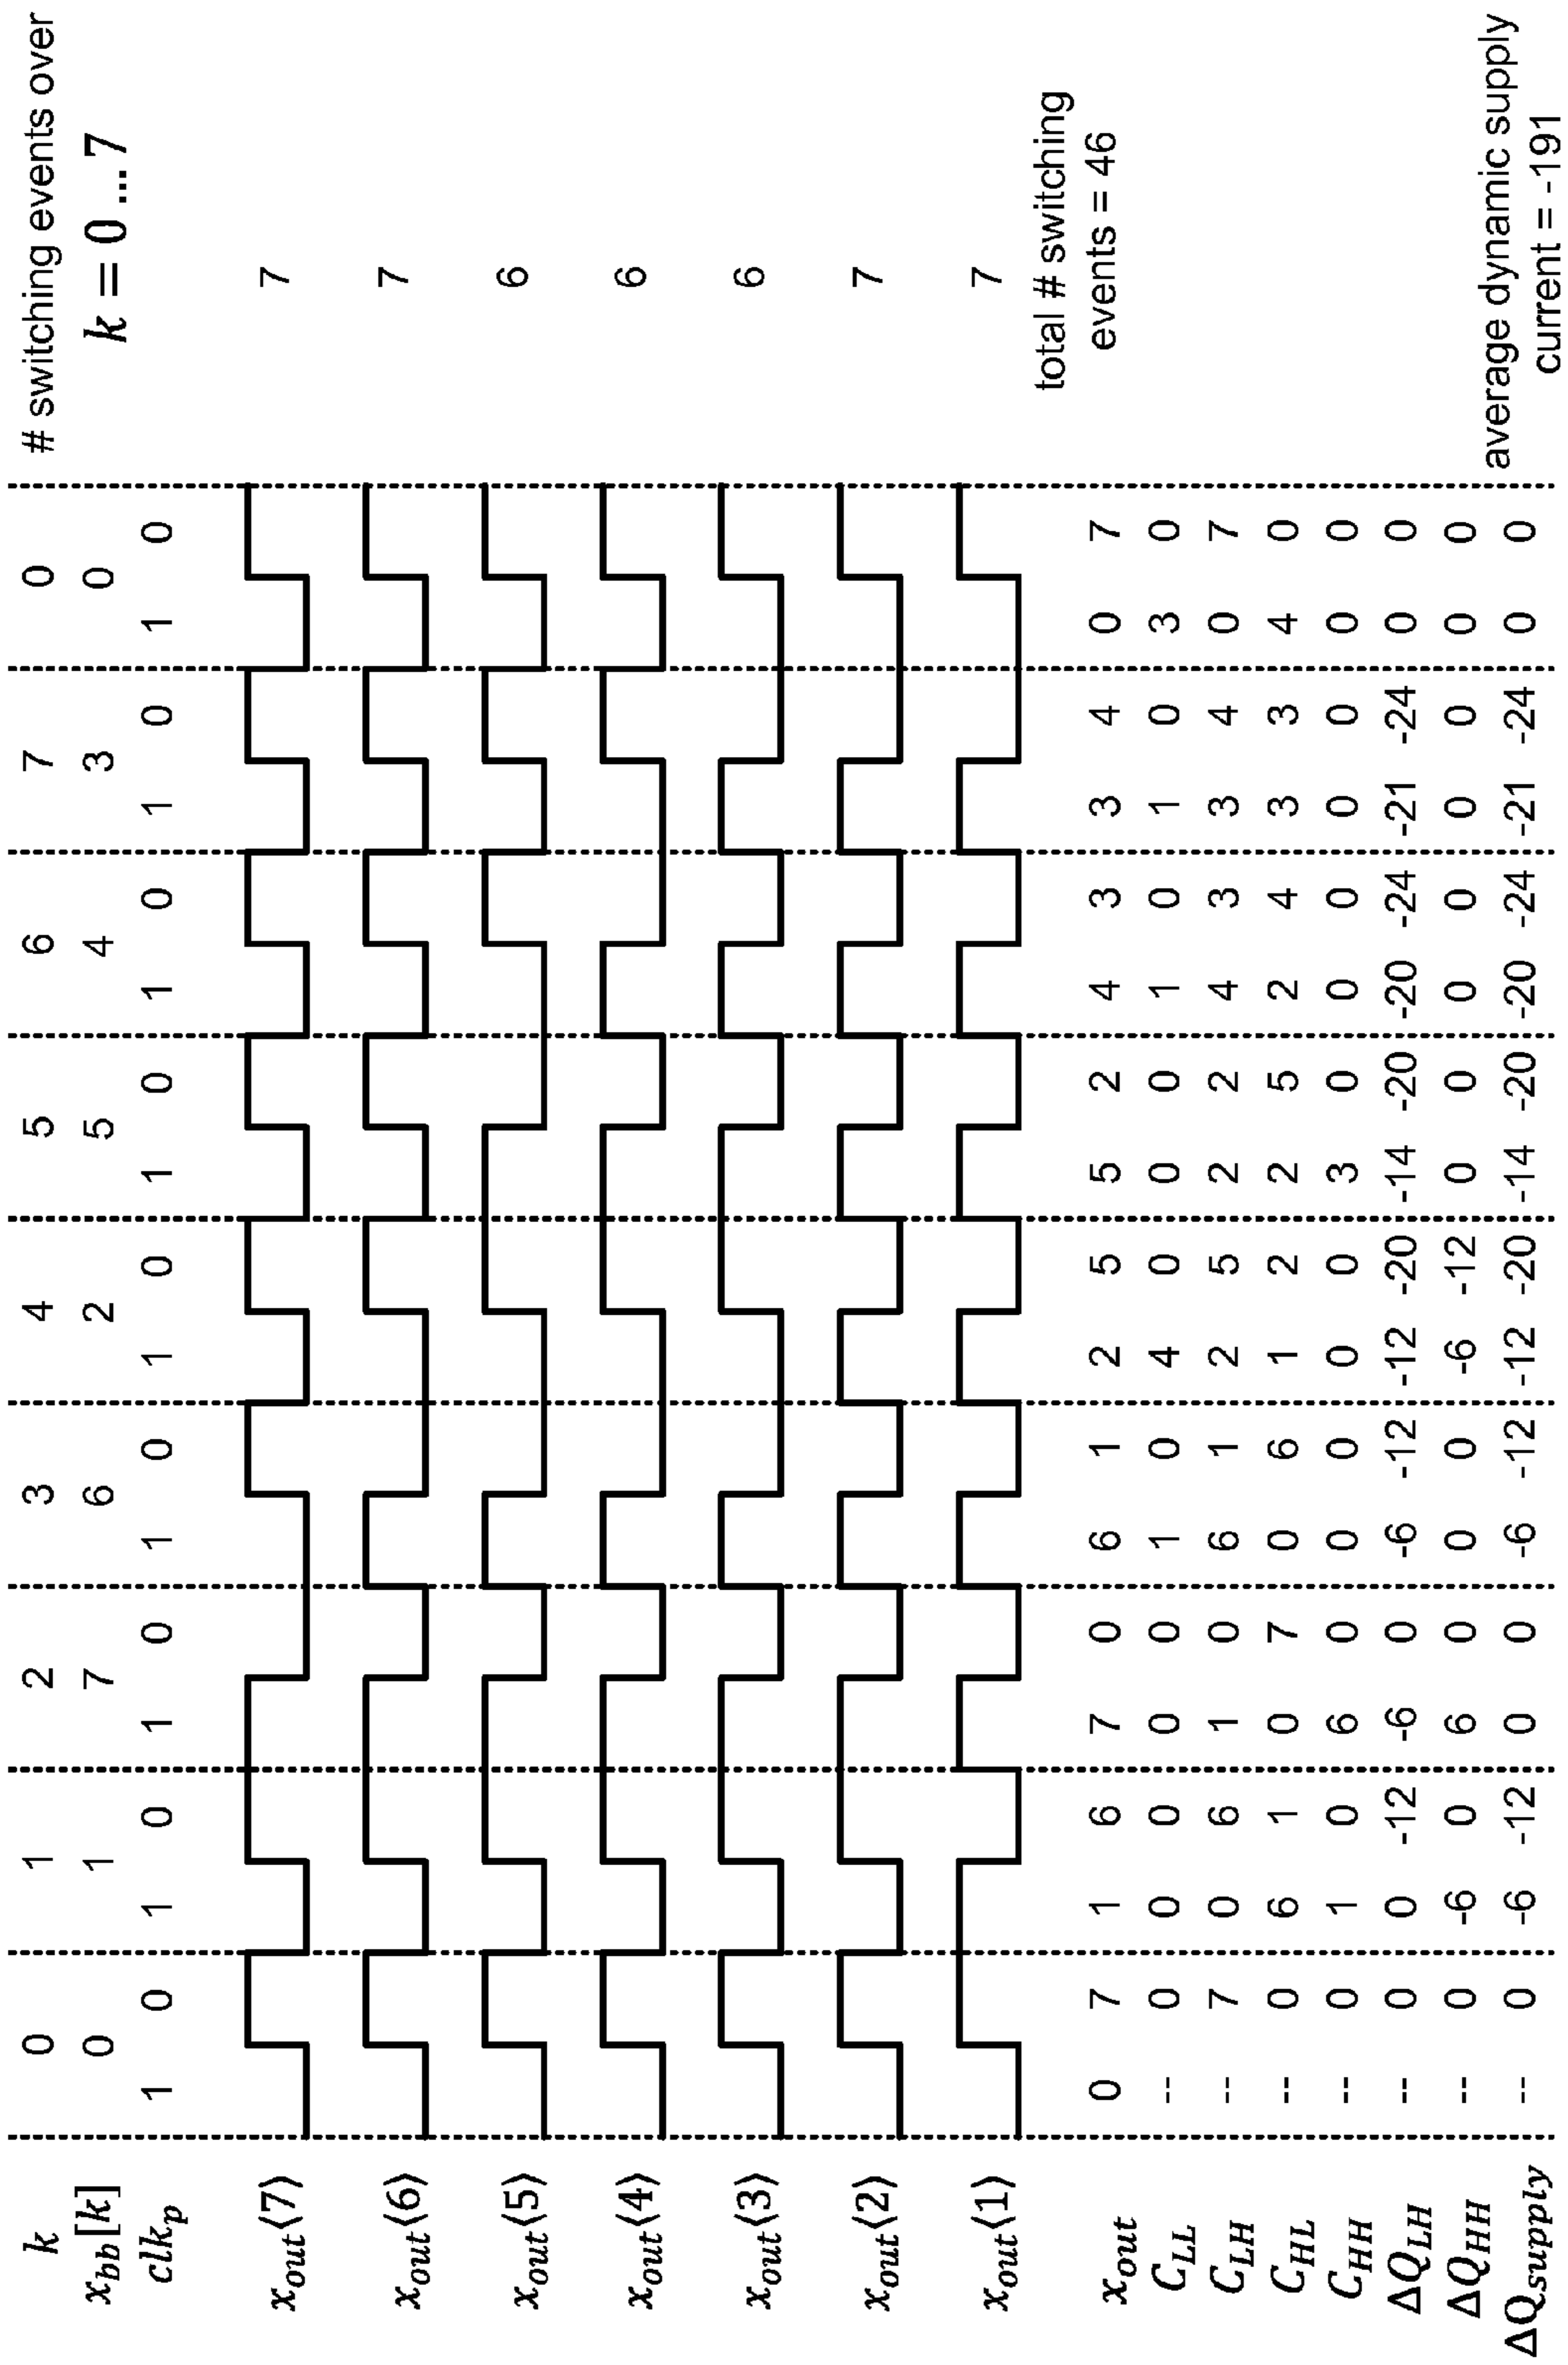 k 0 1 2 3 4 5 6 7 0 # switching events over
x_bb[k] 0 1 7 6 2 5 4 3 0 k = 0 … 7
clk_p 1 0 1 0 1 0 1 0 1 0 1 0 1 0 1 0 1 0
x_out⟨7⟩ 7
x_out⟨6⟩ 7
x_out⟨5⟩ 6
x_out⟨4⟩ 6
x_out⟨3⟩ 6
x_out⟨2⟩ 7
x_out⟨1⟩ 7
total # switching
events = 46
x_out 0 7 1 6 7 0 6 1 2 5 5 2 4 3 3 4 0 7
C_LL -- 0 0 0 0 0 1 0 4 0 0 0 1 0 1 0 3 0
C_LH -- 7 0 6 1 0 6 1 2 5 2 2 4 3 3 4 0 7
C_HL -- 0 6 1 0 7 0 6 1 2 2 5 2 4 3 3 4 0
C_HH -- 0 1 0 6 0 0 0 0 0 3 0 0 0 0 0 0 0
ΔQ_LH -- 0 0 -12 -6 0 -6 -12 -12 -20 -14 -20 -20 -24 -21 -24 0 0
ΔQ_HH -- 0 -6 0 6 0 0 0 -6 -12 0 0 0 0 0 0 0 0
ΔQ_supply -- 0 -6 -12 0 0 -6 -12 -12 -20 -14 -20 -20 -24 -21 -24 0 0
average dynamic supply
current = -191